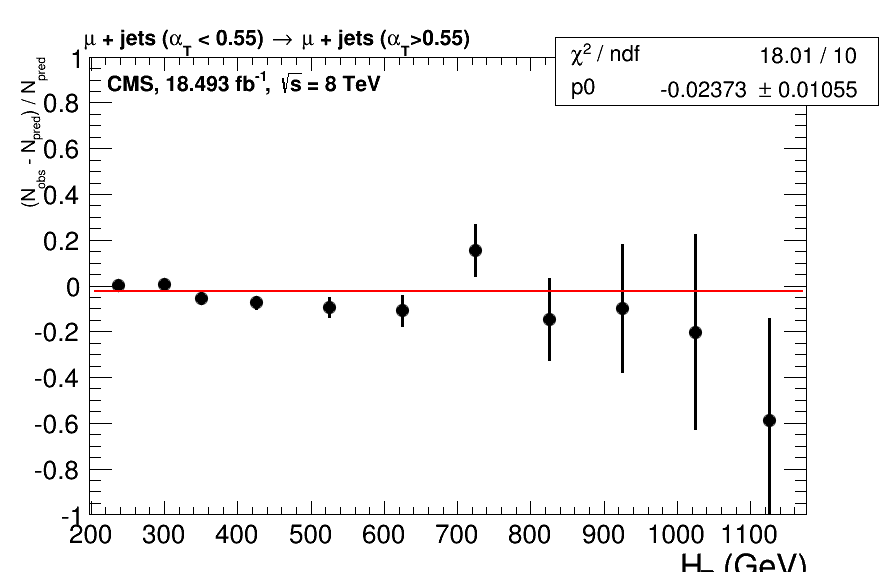 μ + jets (α_T < 0.55) → μ + jets (α_T>0.55)
χ² / ndf 18.01 / 10
p0 -0.02373 ± 0.01055
CMS, 18.493 fb⁻¹, √s = 8 TeV
(N_obs - N_pred) / N_pred
1
0.8
0.6
0.4
0.2
0
-0.2
-0.4
-0.6
-0.8
-1
200 300 400 500 600 700 800 900 1000 1100
(GeV)